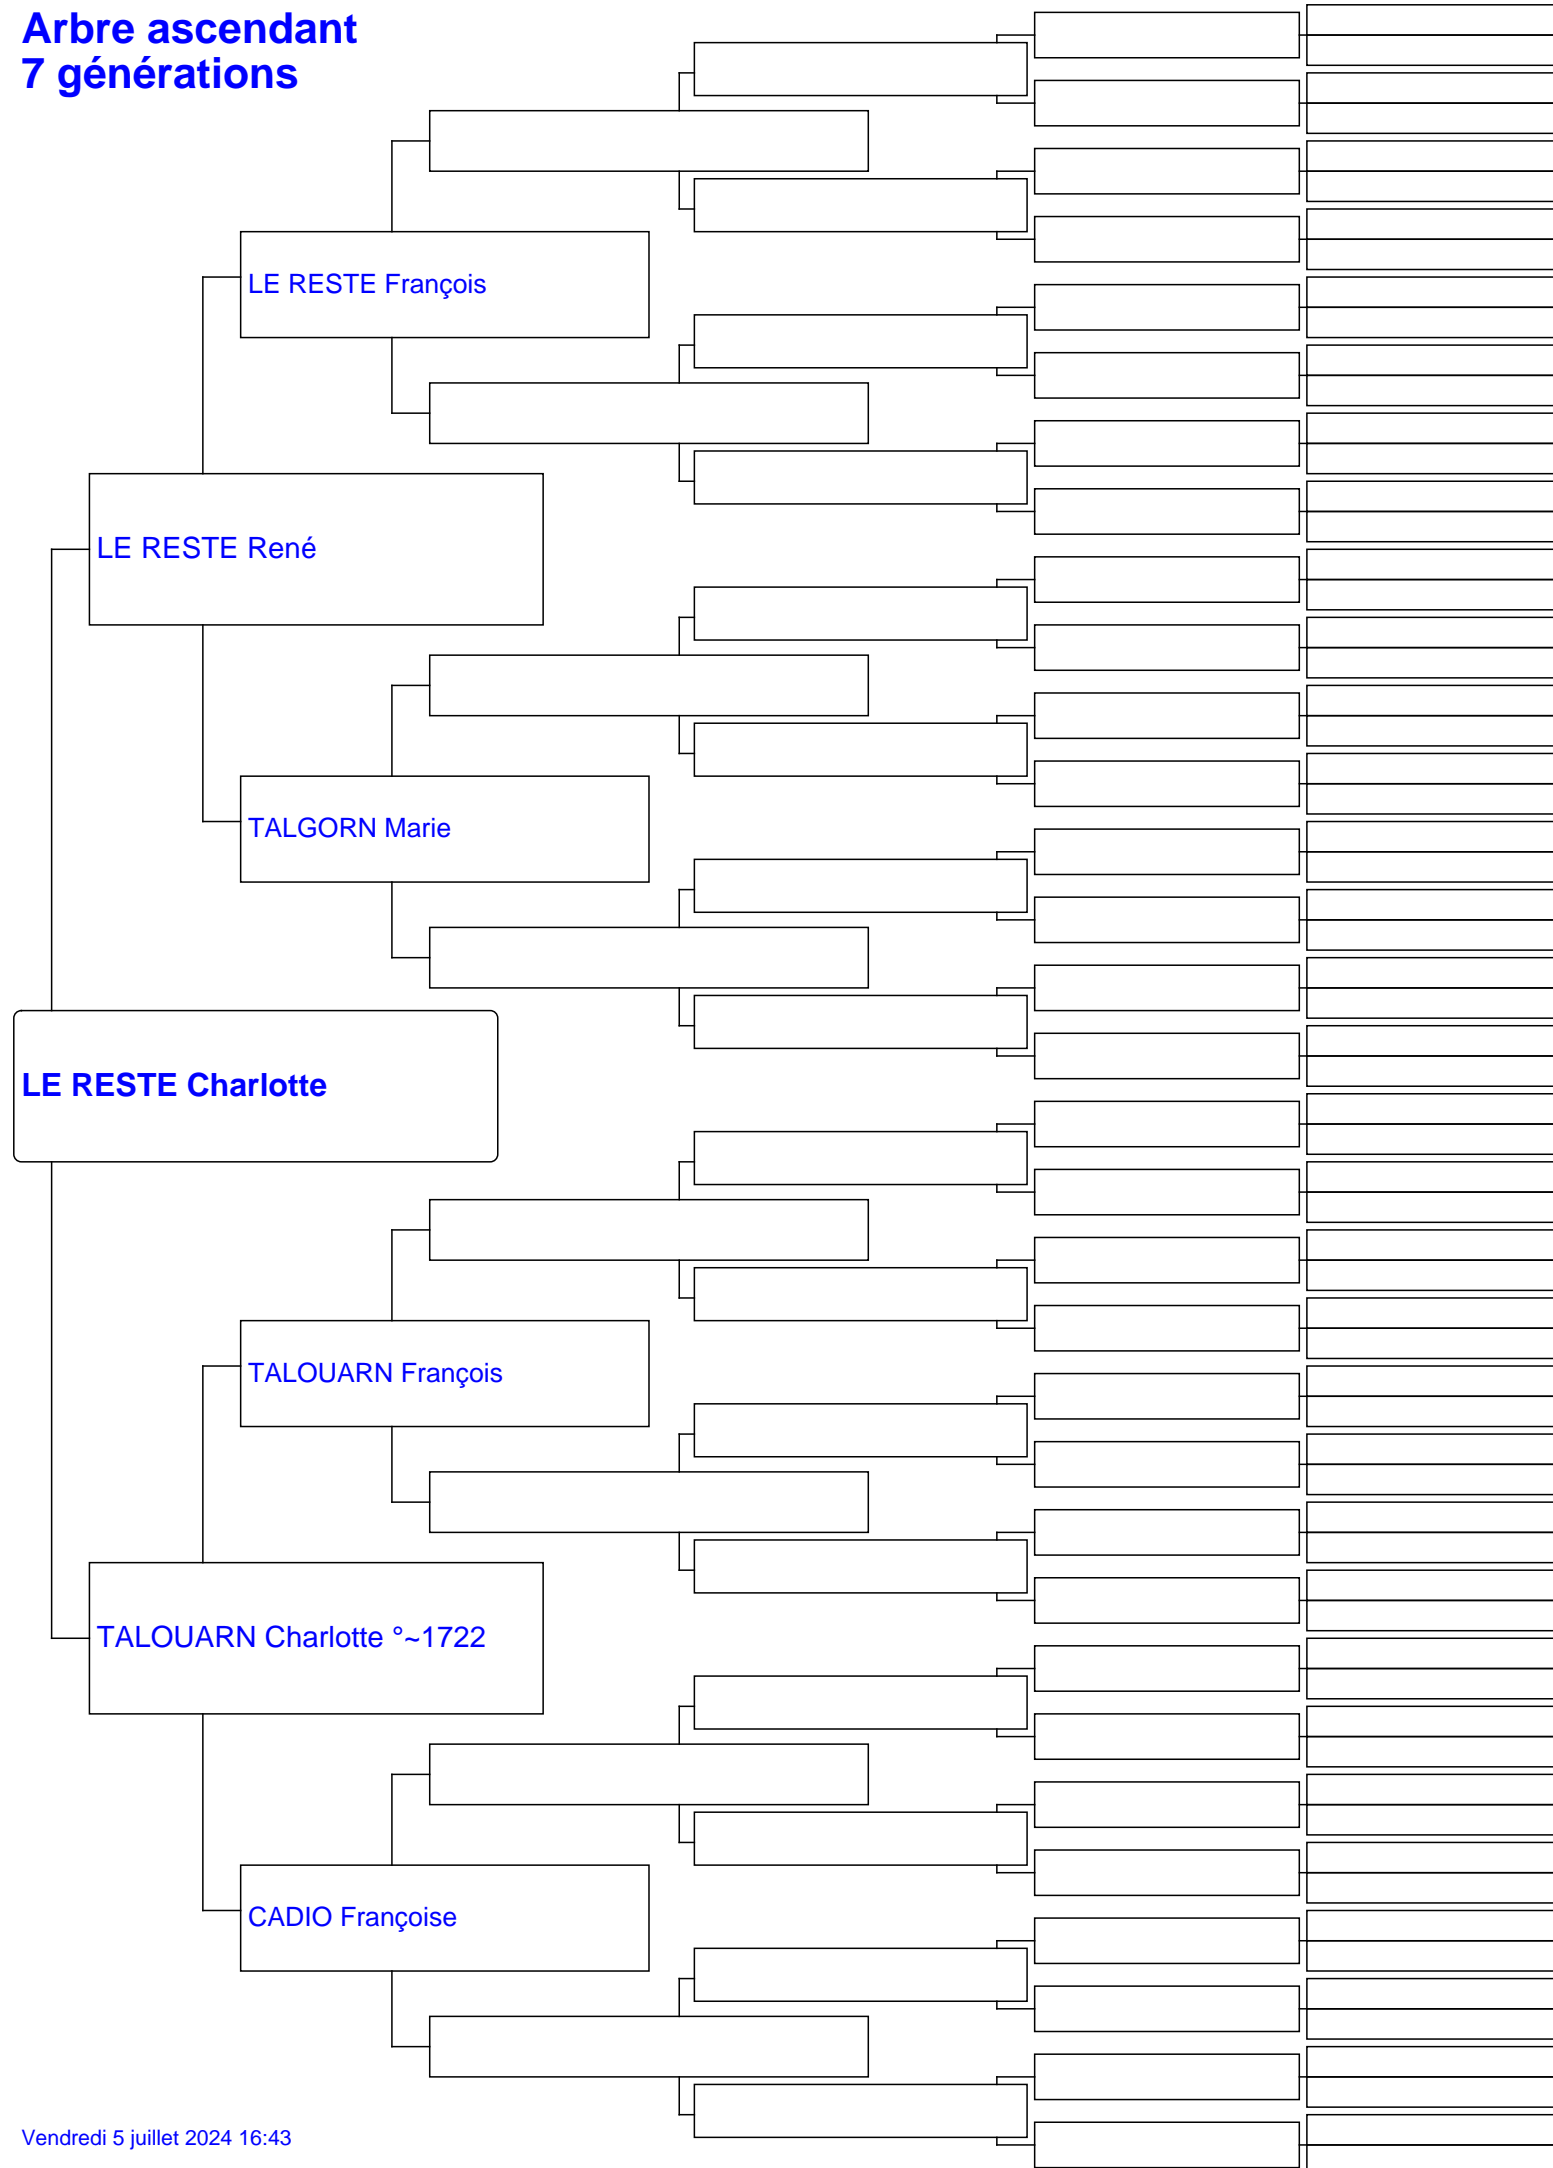 Arbre ascendant
7 générations
LE RESTE François
LE RESTE René
TALGORN Marie
LE RESTE Charlotte
TALOUARN François
TALOUARN Charlotte °~1722
CADIO Françoise
Vendredi 5 juillet 2024 16:43